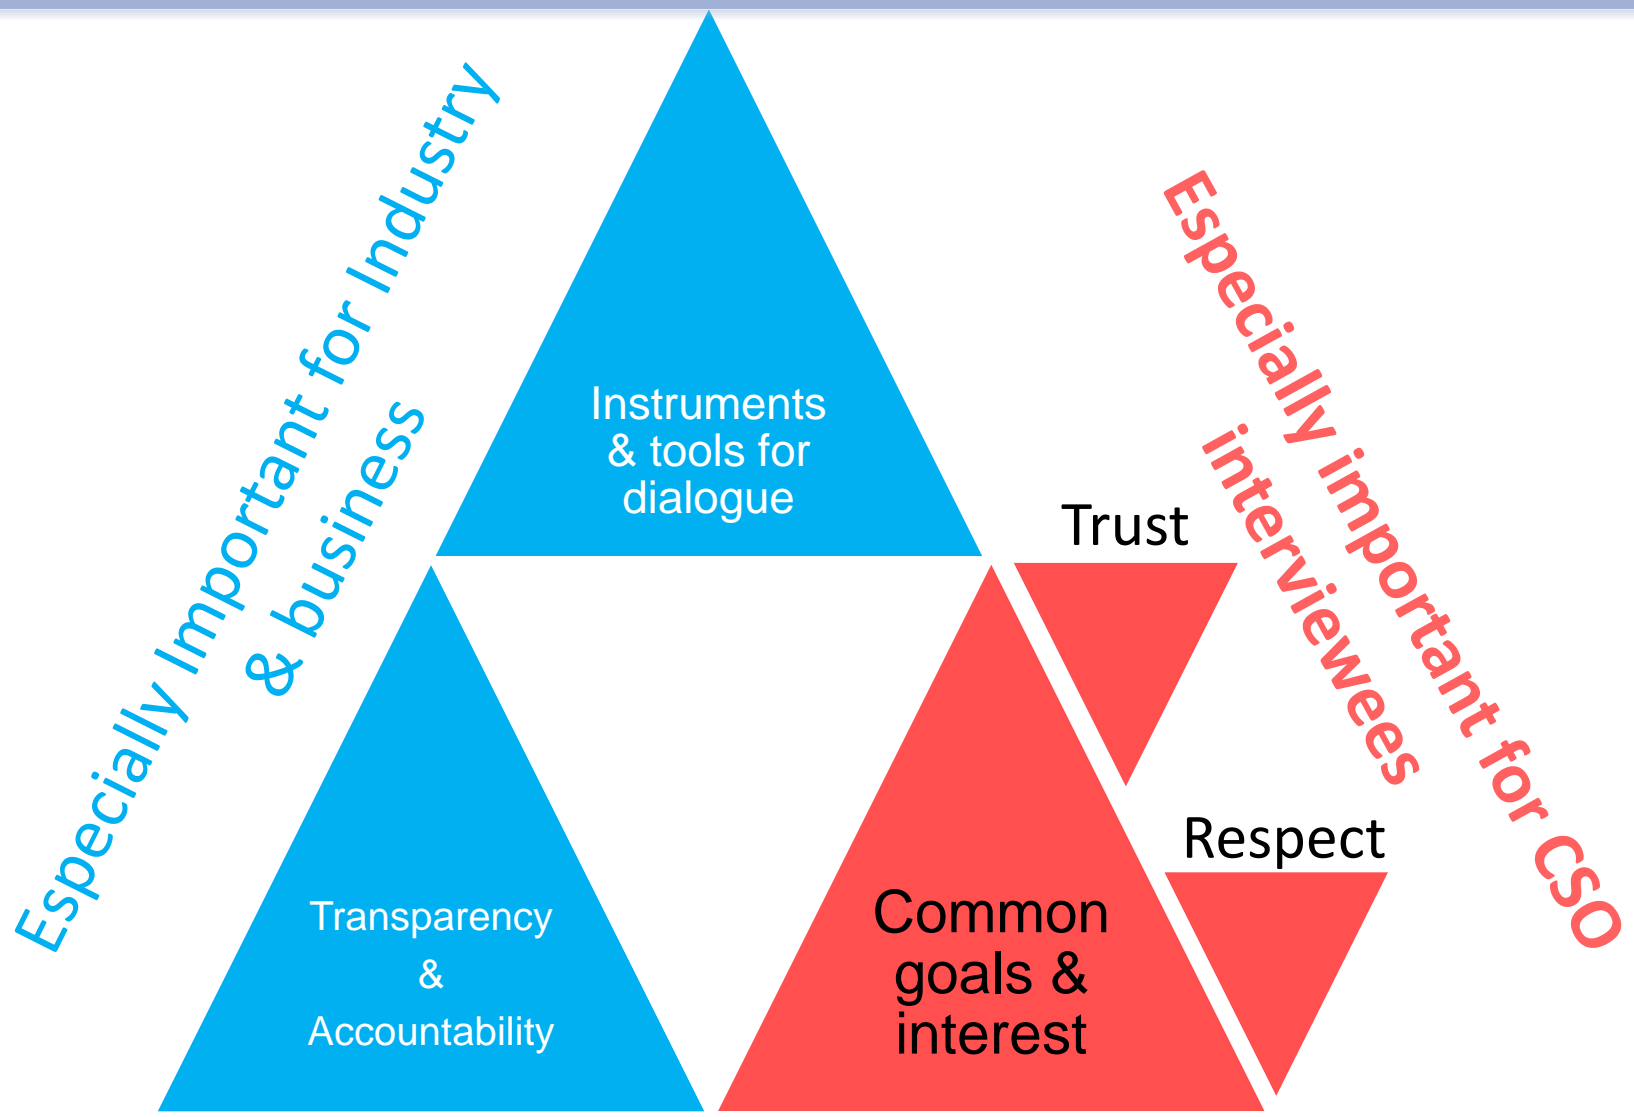 Especially Important for Industry
& business
Instruments
& tools for
dialogue
Especially important for CSO
interviewees
Trust
Respect
Transparency
&
Accountability
Common
goals &
interest